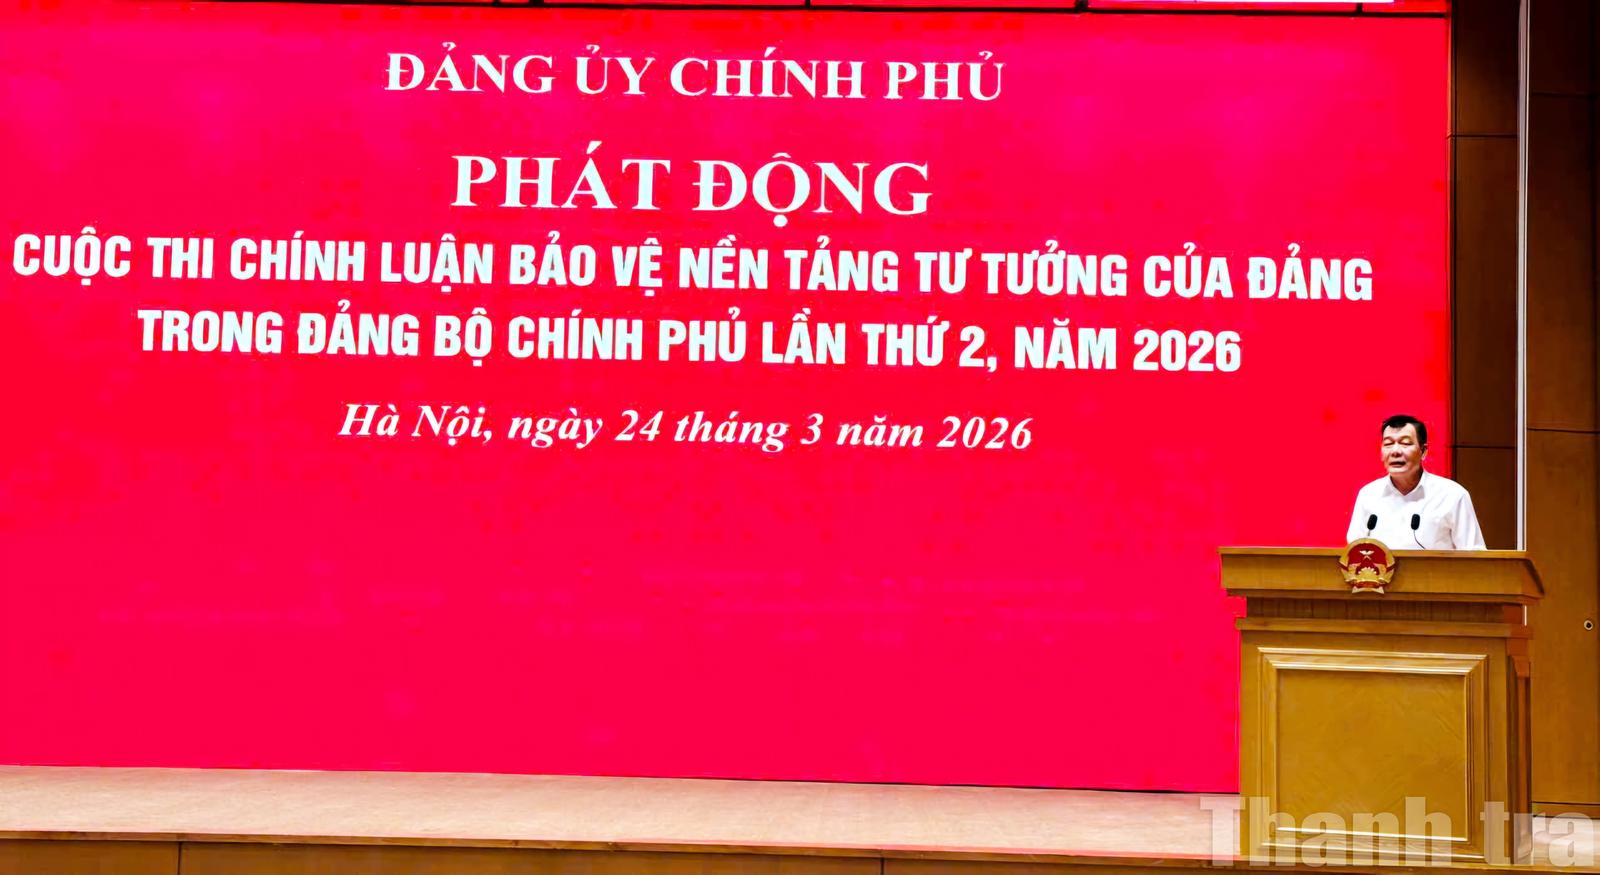 ĐẢNG ỦY CHÍNH PHỦ
PHÁT ĐỘNG
CUỘC THI CHÍNH LUẬN BẢO VỆ NỀN TẢNG TƯ TƯỞNG CỦA ĐẢNG
TRONG ĐẢNG BỘ CHÍNH PHỦ LẦN THỨ 2, NĂM 2026
Hà Nội, ngày 24 tháng 3 năm 2026
Thanh tra